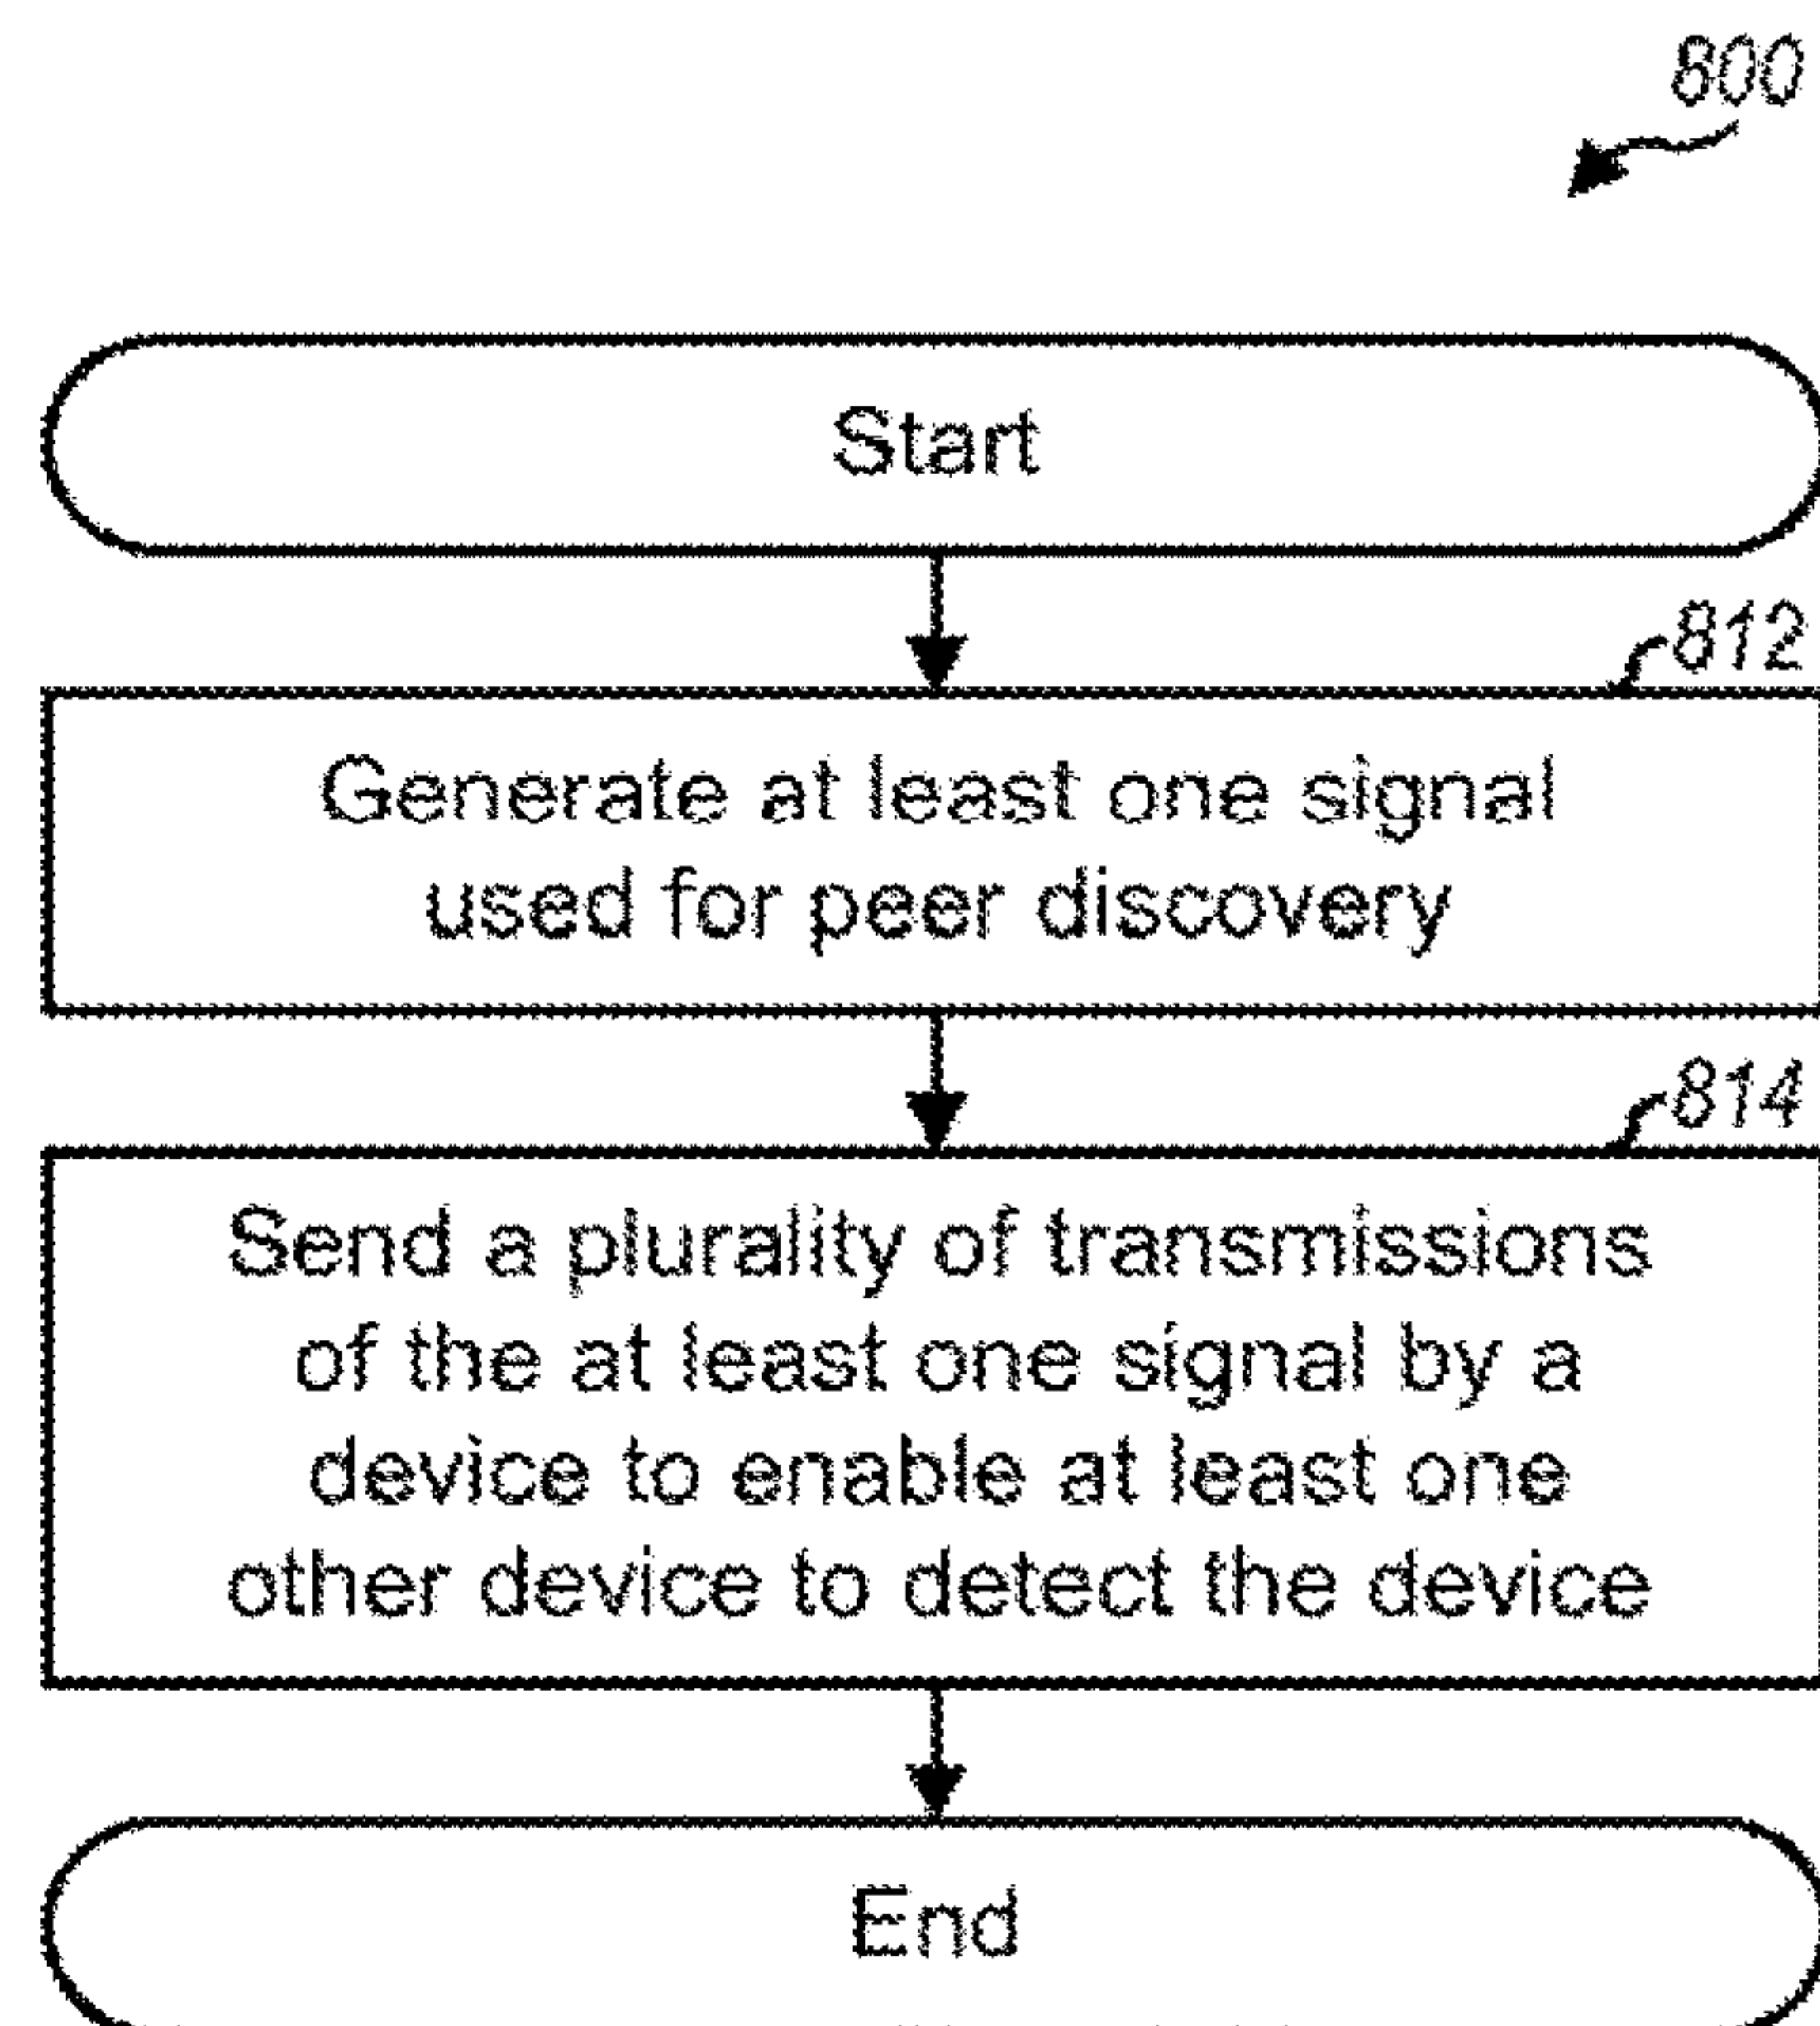 800
Start
812
Generate at least one signal
used for peer discovery
814
Send a plurality of transmissions
of the at least one signal by a
device to enable at least one
other device to detect the device
End